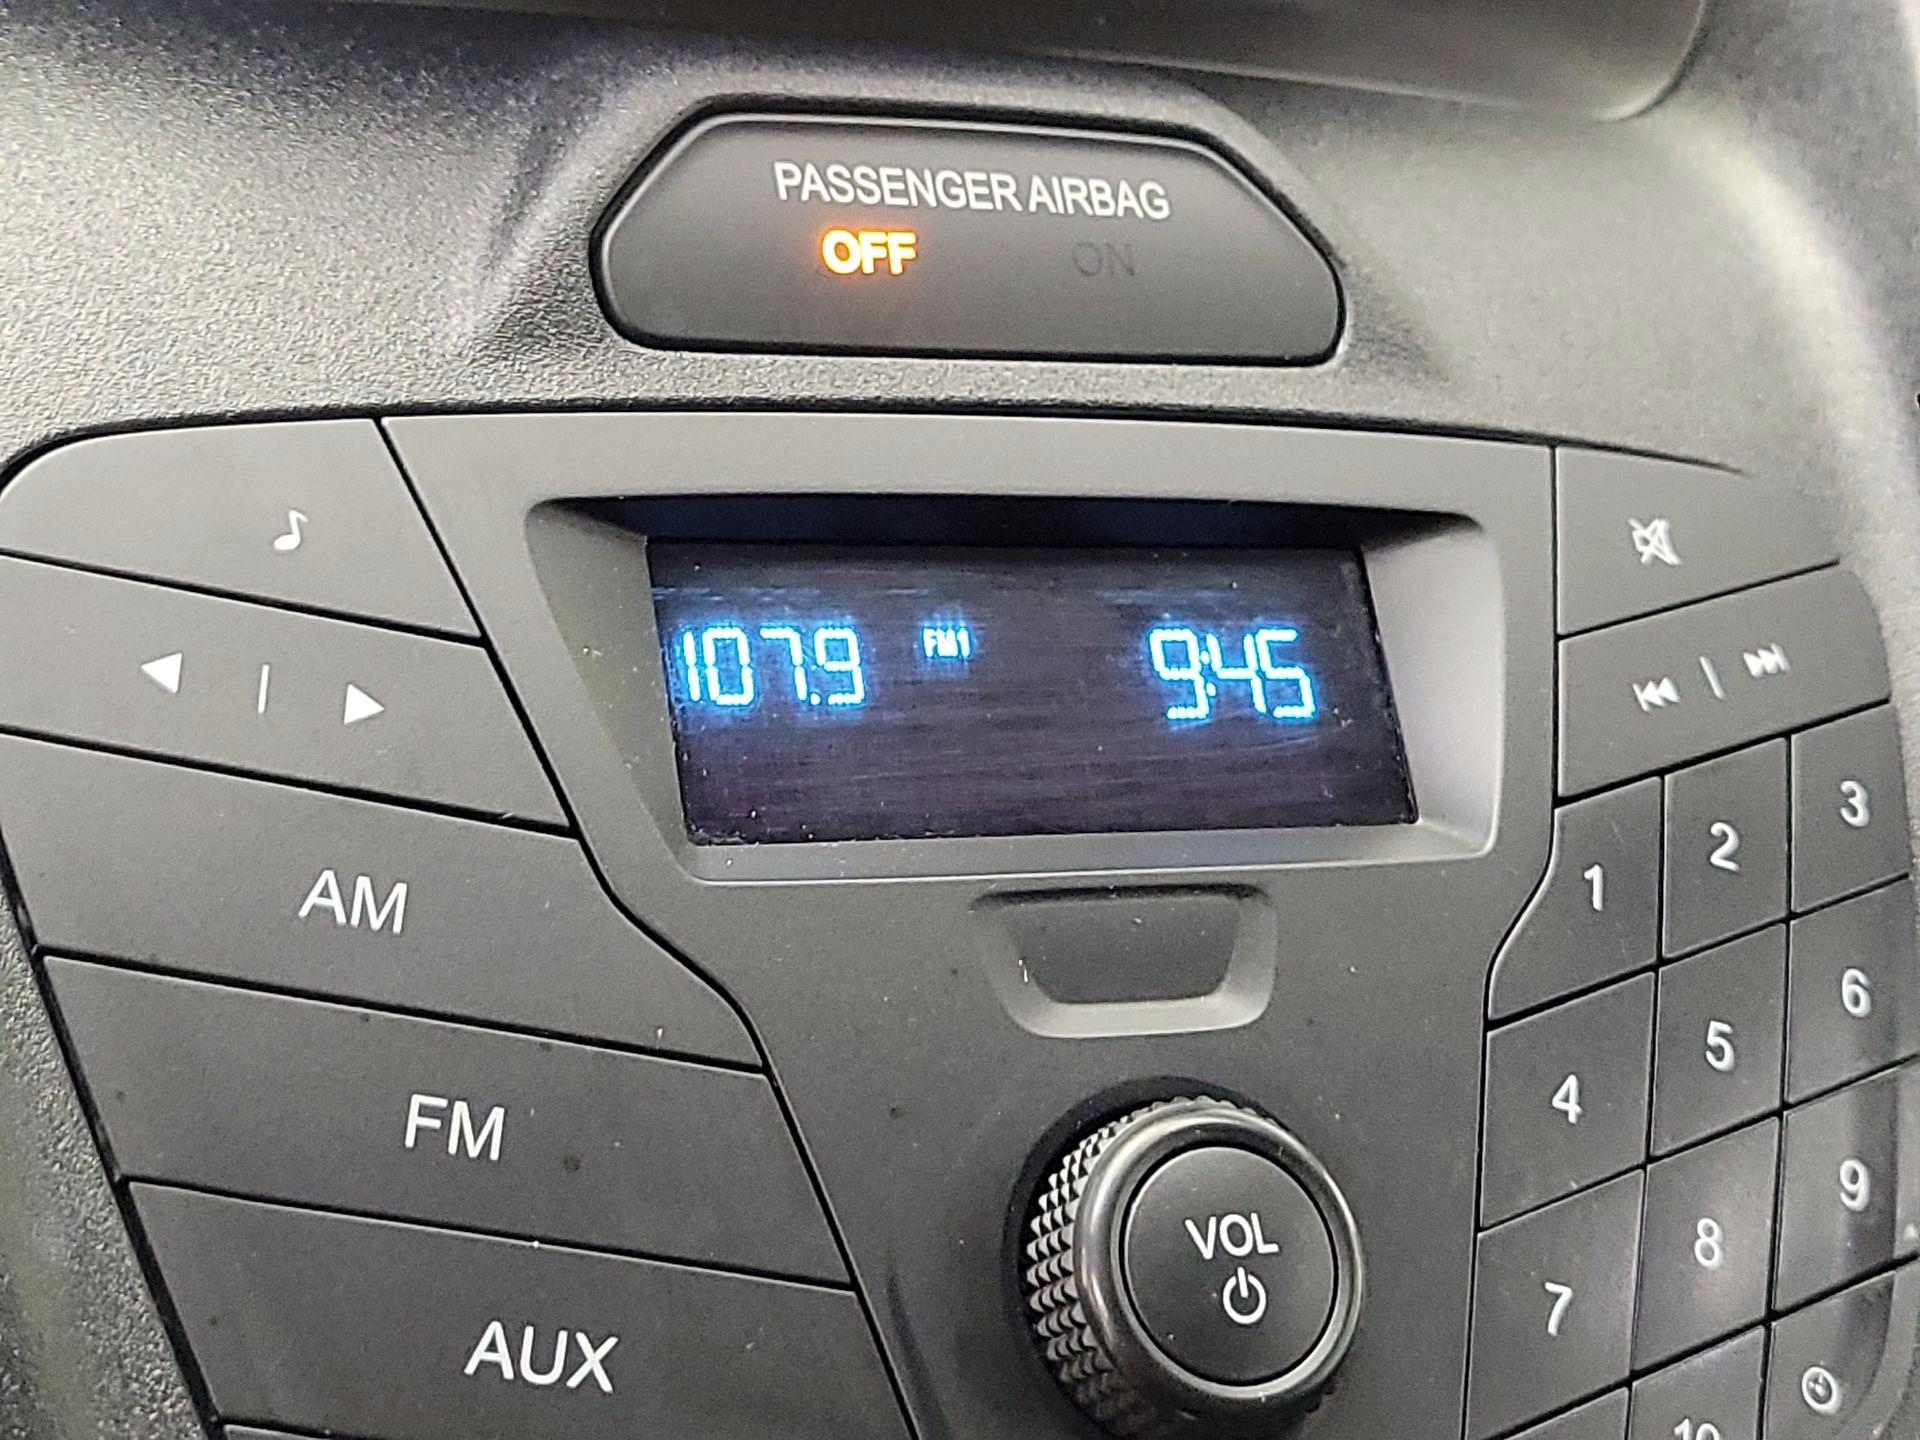 PASSENGER AIRBAG
OFF ON
107.9 FM1 9:45
AM
FM
AUX
VOL
1 2 3
4 5 6
7 8 9
10